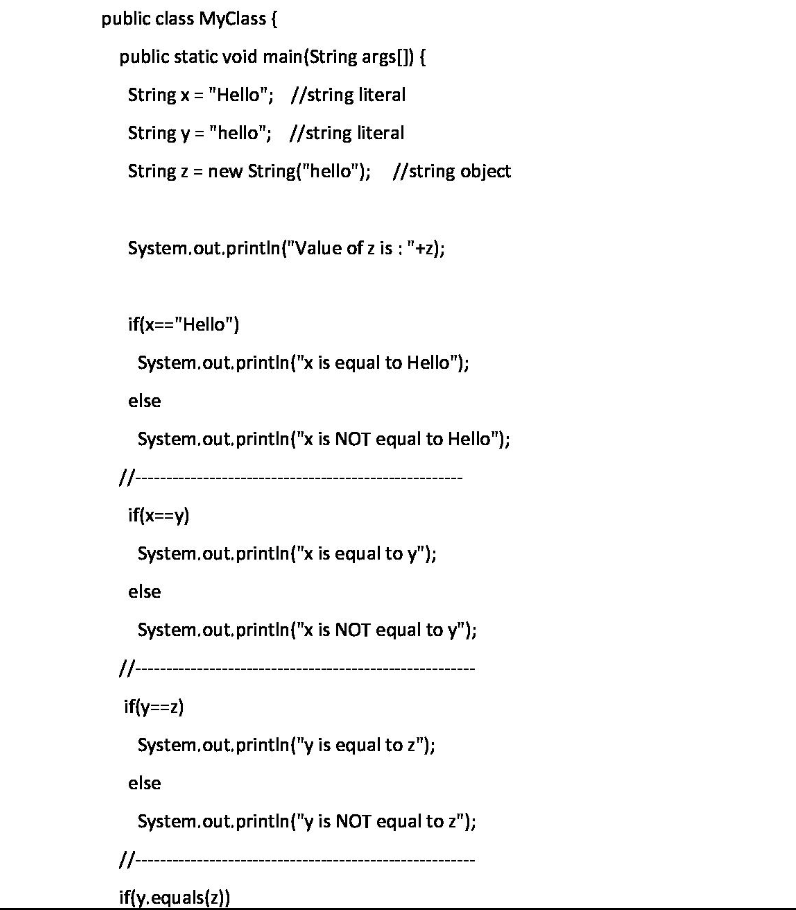 public class MyClass {
public static void main(String args[]) {
String x = "Hello";   //string literal
String y = "hello";   //string literal
String z = new String("hello");    //string object
System.out.println("Value of z is : "+z);
if(x=="Hello")
System.out.println("x is equal to Hello");
else
System.out.println("x is NOT equal to Hello");
//-----------------------------------------------------
if(x==y)
System.out.println("x is equal to y");
else
System.out.println("x is NOT equal to y");
//-------------------------------------------------------
if(y==z)
System.out.println("y is equal to z");
else
System.out.println("y is NOT equal to z");
//-------------------------------------------------------
if(y.equals(z))